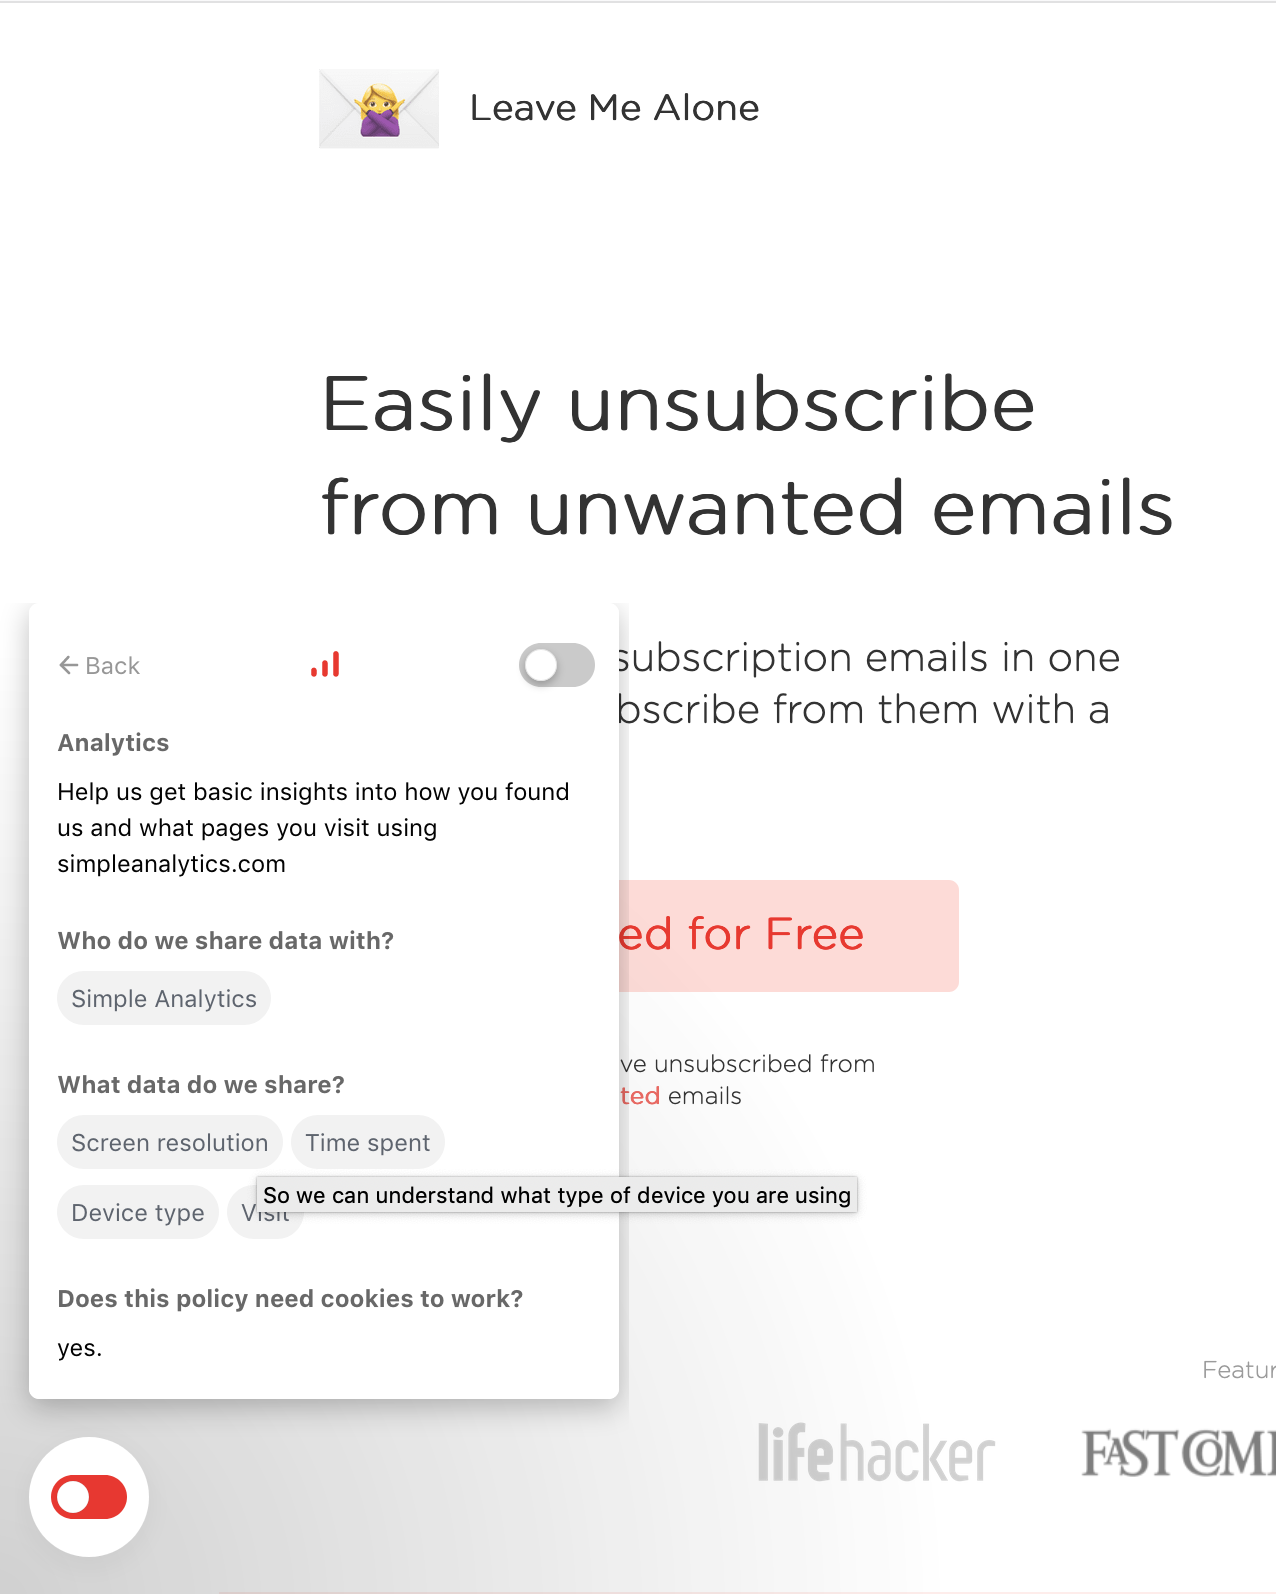 Leave Me Alone
Easily unsubscribe
from unwanted emails
subscription emails in one
bscribe from them with a
← Back
Analytics
Help us get basic insights into how you found
us and what pages you visit using
simpleanalytics.com
ed for Free
Who do we share data with?
Simple Analytics
ve unsubscribed from
ted emails
What data do we share?
Screen resolution Time spent
So we can understand what type of device you are using
Device type Visit
Does this policy need cookies to work?
yes.
Featur
lifehacker FAST COM